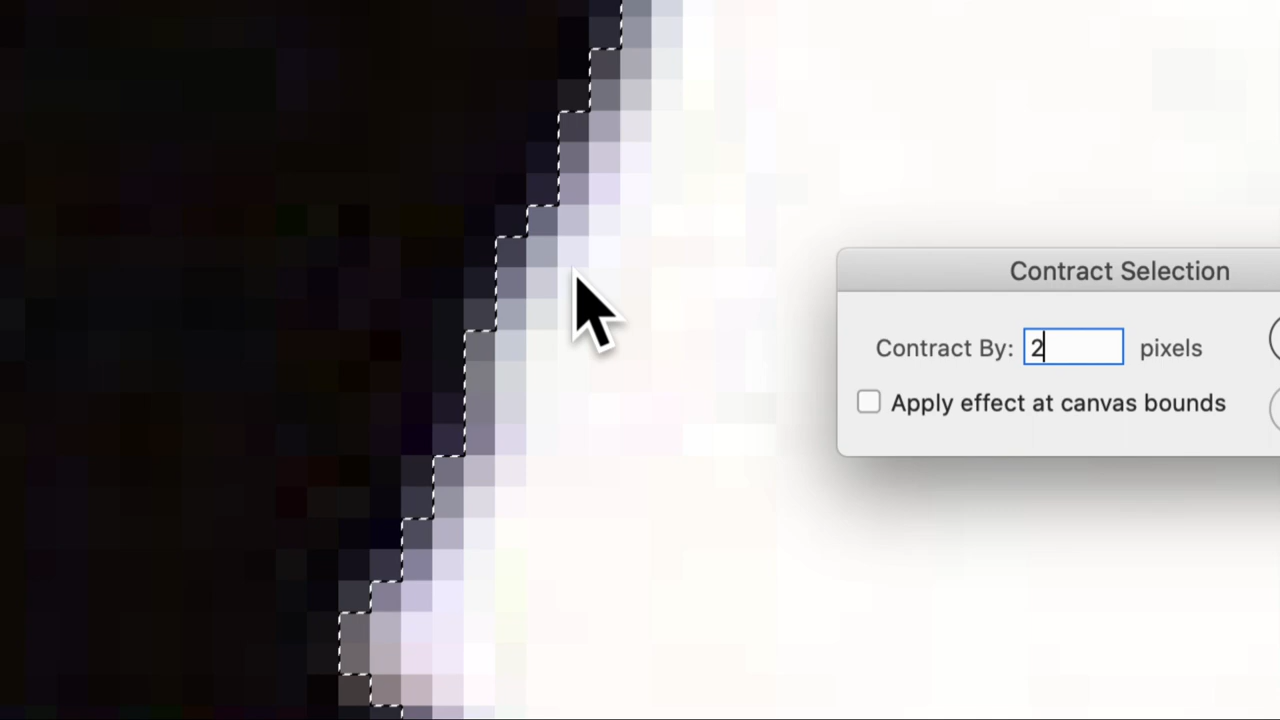 Contract Selection
Contract By: 2 pixels
Apply effect at canvas bounds